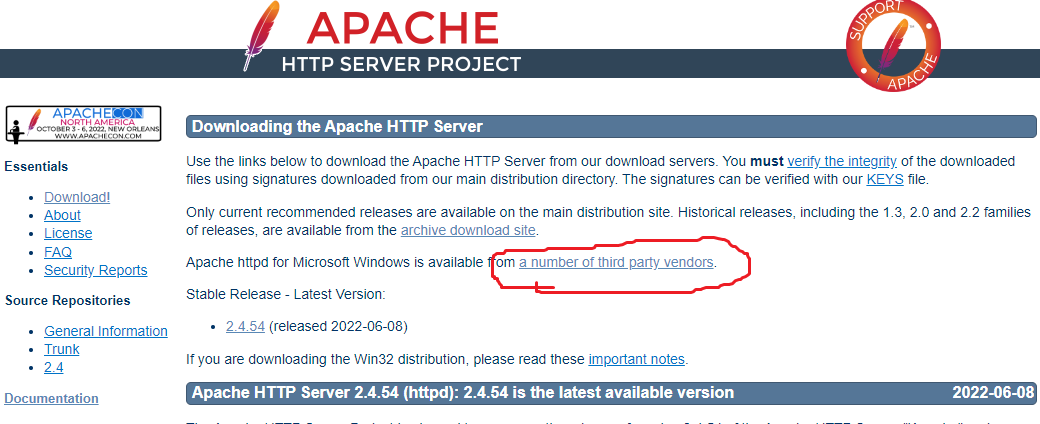 APACHE
HTTP SERVER PROJECT
SUPPORT
APACHE
APACHECON
NORTH AMERICA
OCTOBER 3 - 6, 2022, NEW ORLEANS
WWW.APACHECON.COM
Essentials
Download!
About
License
FAQ
Security Reports
Source Repositories
General Information
Trunk
2.4
Documentation
Downloading the Apache HTTP Server
Use the links below to download the Apache HTTP Server from our download servers. You must verify the integrity of the downloaded
files using signatures downloaded from our main distribution directory. The signatures can be verified with our KEYS file.
Only current recommended releases are available on the main distribution site. Historical releases, including the 1.3, 2.0 and 2.2 families
of releases, are available from the archive download site.
Apache httpd for Microsoft Windows is available from a number of third party vendors.
Stable Release - Latest Version:
2.4.54 (released 2022-06-08)
If you are downloading the Win32 distribution, please read these important notes.
Apache HTTP Server 2.4.54 (httpd): 2.4.54 is the latest available version 2022-06-08